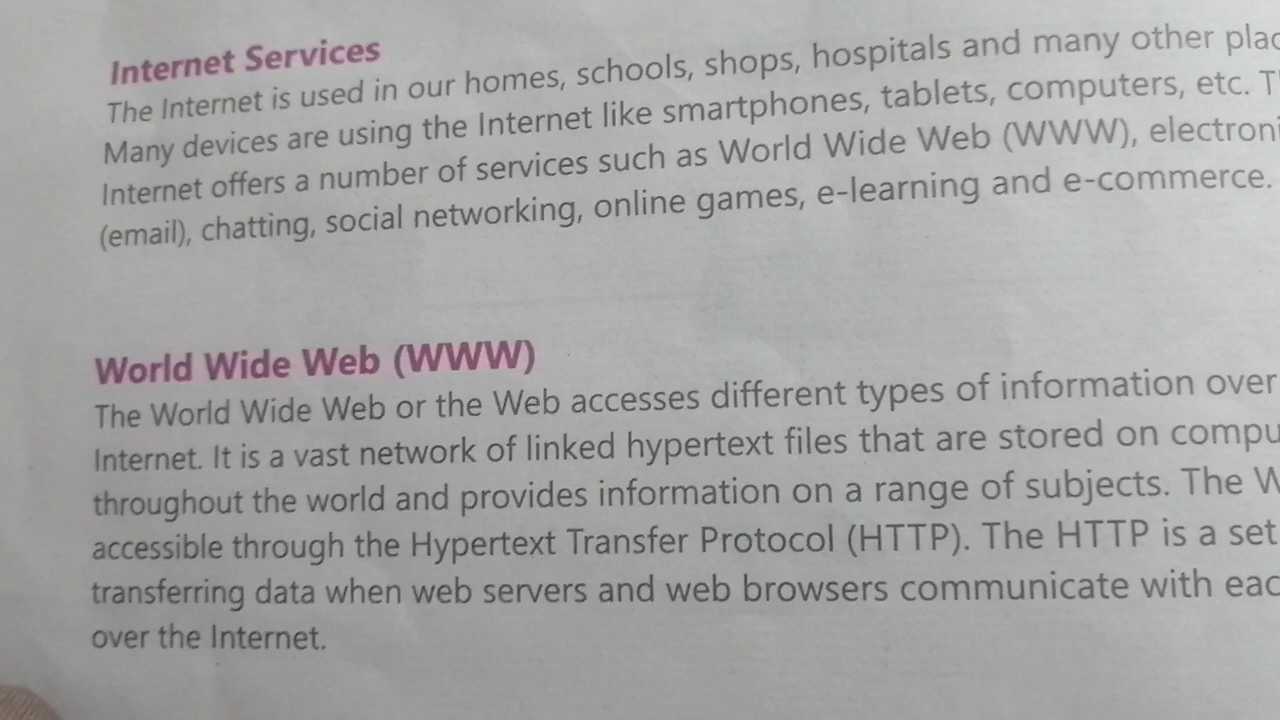 Internet Services
The Internet is used in our homes, schools, shops, hospitals and many other plac
Many devices are using the Internet like smartphones, tablets, computers, etc. T
Internet offers a number of services such as World Wide Web (WWW), electroni
(email), chatting, social networking, online games, e-learning and e-commerce.
World Wide Web (WWW)
The World Wide Web or the Web accesses different types of information over
Internet. It is a vast network of linked hypertext files that are stored on compu
throughout the world and provides information on a range of subjects. The W
accessible through the Hypertext Transfer Protocol (HTTP). The HTTP is a set
transferring data when web servers and web browsers communicate with eac
over the Internet.